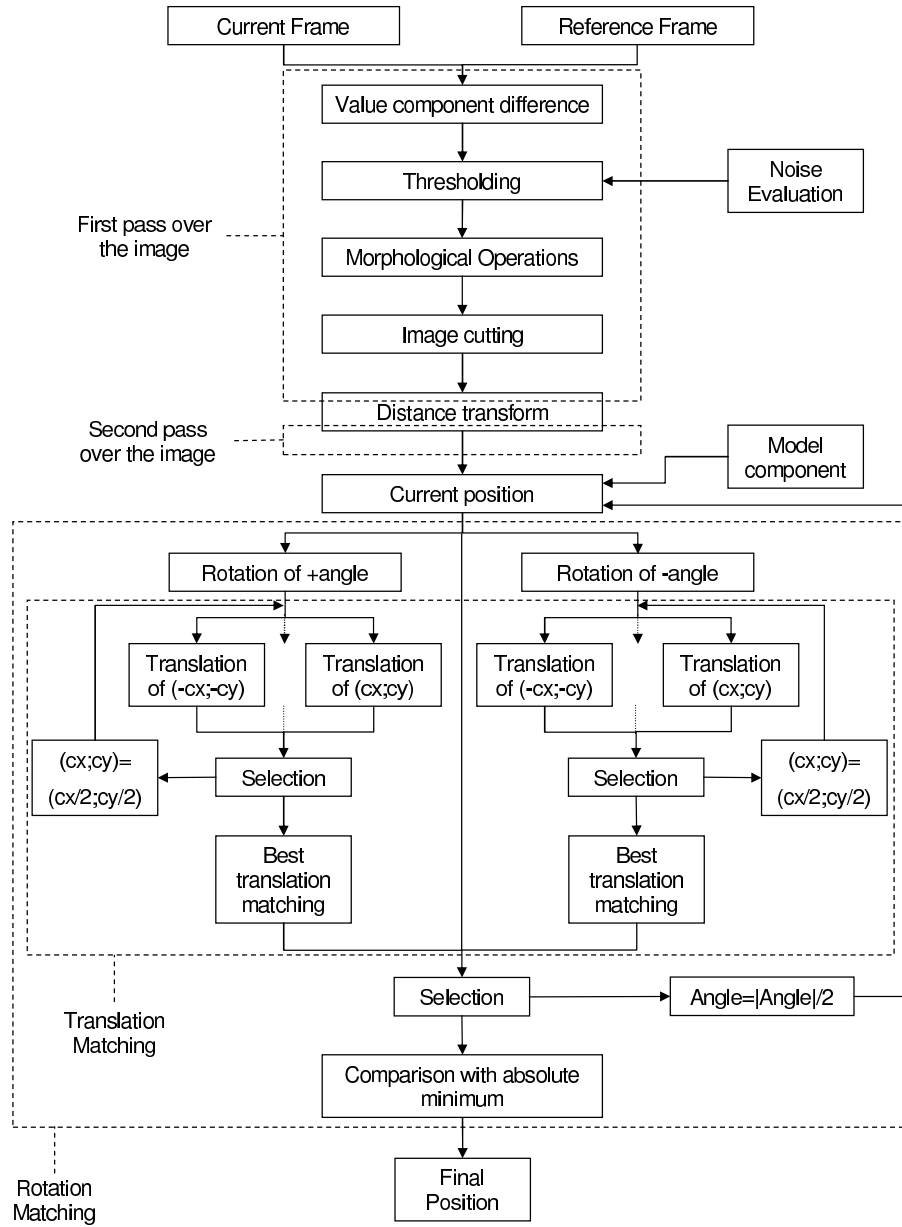 Current Frame
Reference Frame
Value component difference
Thresholding
Noise
Evaluation
First pass over
the image
Morphological Operations
Image cutting
Distance transform
Second pass
over the image
Model
component
Current position
Rotation of +angle
Rotation of -angle
Translation
of (-cx;-cy)
Translation
of (cx;cy)
Translation
of (-cx;-cy)
Translation
of (cx;cy)
(cx;cy)=
(cx/2;cy/2)
Selection
Selection
(cx;cy)=
(cx/2;cy/2)
Best
translation
matching
Best
translation
matching
Selection
Angle=|Angle|/2
Translation
Matching
Comparison with absolute
minimum
Rotation
Matching
Final
Position